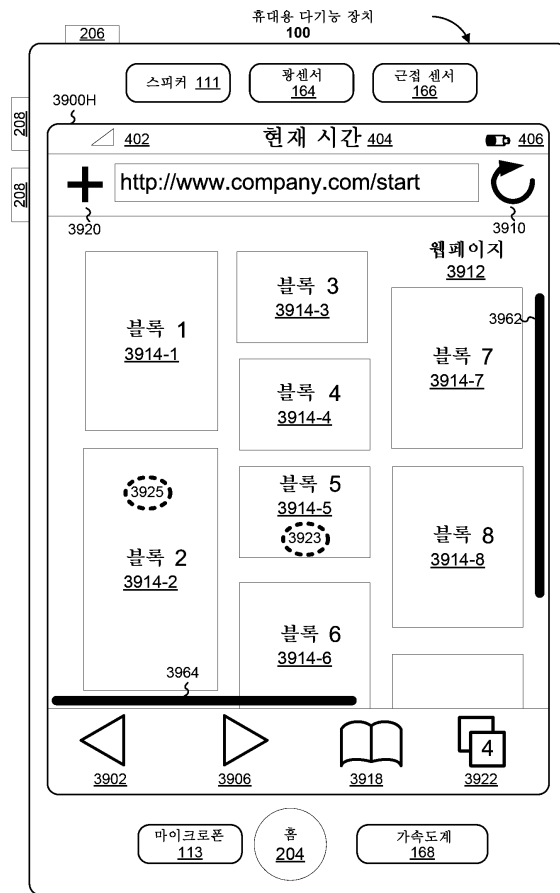 휴대용 다기능 장치
100
206
스피커 111
광센서
164
근접 센서
166
3900H
208
208
402
현재 시간 404
406
http://www.company.com/start
3920
3910
웹페이지
3912
블록 1
3914-1
블록 3
3914-3
3962
블록 7
3914-7
블록 4
3914-4
3925
블록 2
3914-2
블록 5
3914-5
3923
블록 8
3914-8
블록 6
3914-6
3964
4
3902
3906
3918
3922
마이크로폰
113
홈
204
가속도계
168